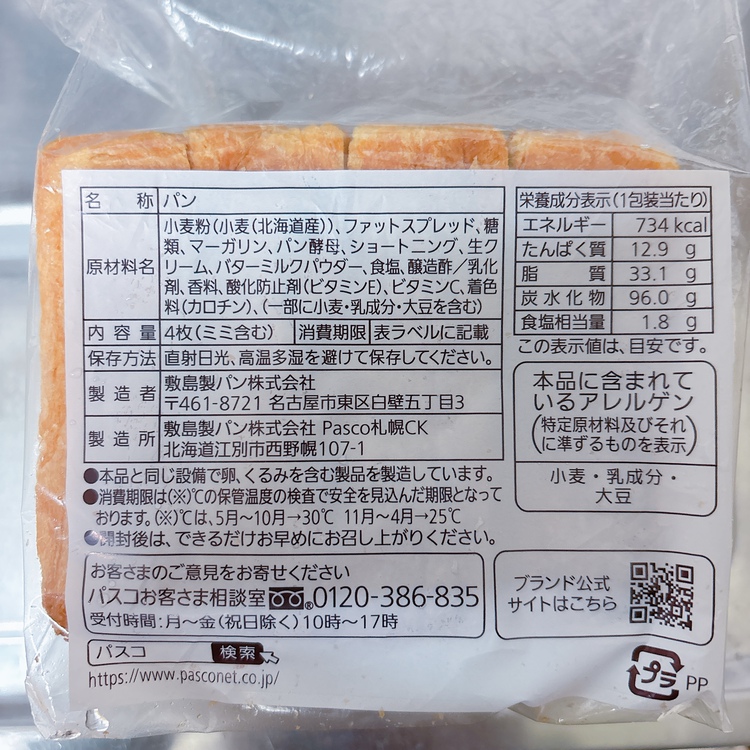 名称 パン
原材料名 小麦粉(小麦(北海道産))、ファットスプレッド、糖
類、マーガリン、パン酵母、ショートニング、生ク
リーム、バターミルクパウダー、食塩、醸造酢／乳化
剤、香料、酸化防止剤(ビタミンE)、ビタミンC、着色
料(カロチン)、(一部に小麦・乳成分・大豆を含む)
内容量 4枚(ミミ含む) 消費期限 表ラベルに記載
保存方法 直射日光、高温多湿を避けて保存してください。
製造者 敷島製パン株式会社
〒461-8721 名古屋市東区白壁五丁目3
製造所 敷島製パン株式会社 Pasco札幌CK
北海道江別市西野幌107-1
●本品と同じ設備で卵、くるみを含む製品を製造しています。
●消費期限は(※)℃の保管温度の検査で安全を見込んだ期限となって
おります。(※)℃は、5月～10月→30℃ 11月～4月→25℃
●開封後は、できるだけお早めにお召し上がりください。
栄養成分表示(1包装当たり)
エネルギー 734 kcal
たんぱく質 12.9 g
脂質 33.1 g
炭水化物 96.0 g
食塩相当量 1.8 g
この表示値は、目安です。
本品に含まれて
いるアレルゲン
(特定原材料及びそれ
に準ずるものを表示)
小麦・乳成分・
大豆
お客さまのご意見をお寄せください
パスコお客さま相談室 ® 0120-386-835
受付時間:月～金(祝日除く)10時～17時
ブランド公式
サイトはこちら
パスコ 検索
https://www.pasconet.co.jp/
プラ PP